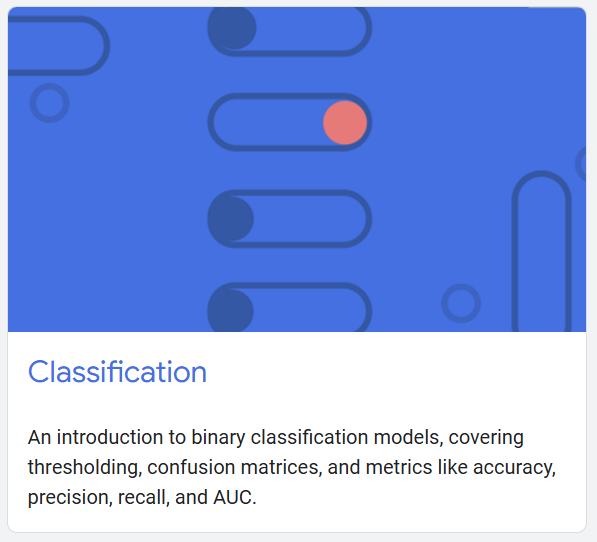 Classification
An introduction to binary classification models, covering
thresholding, confusion matrices, and metrics like accuracy,
precision, recall, and AUC.